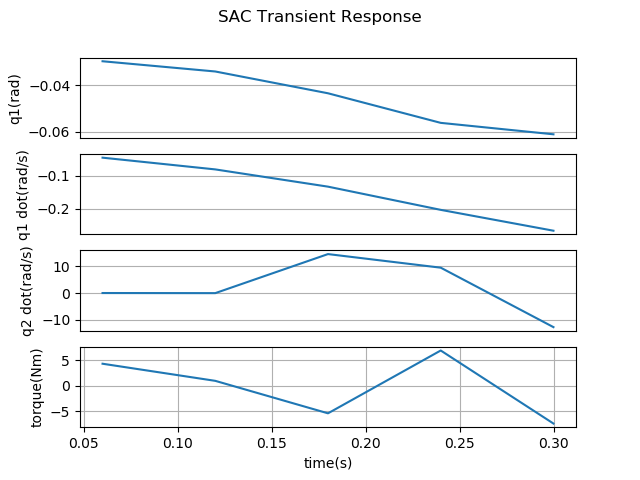 SAC Transient Response
q1(rad)
−0.04
−0.06
q1 dot(rad/s)
−0.1
−0.2
q2 dot(rad/s)
10
0
−10
torque(Nm)
5
0
−5
0.05 0.10 0.15 0.20 0.25 0.30
time(s)